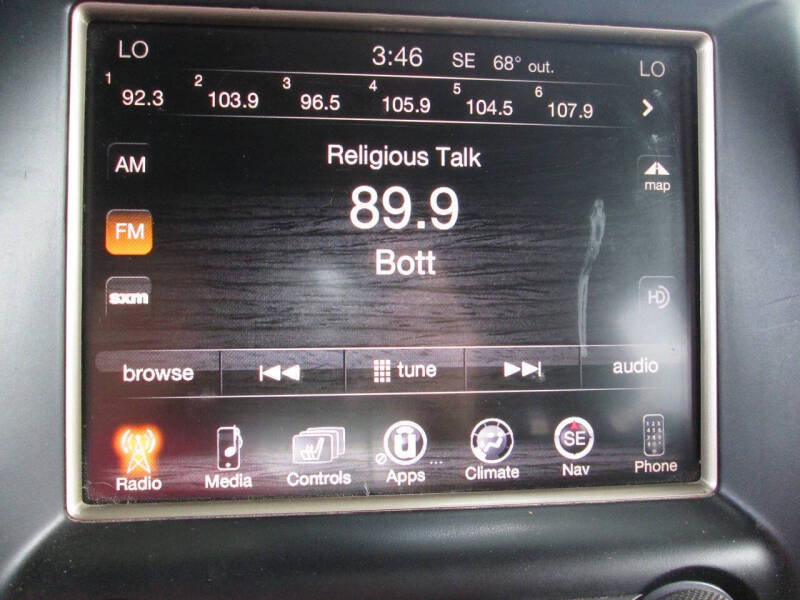 LO 3:46 SE 68° out. LO
1 92.3 2 103.9 3 96.5 4 105.9 5 104.5 6 107.9
AM Religious Talk map
89.9
FM Bott
sxm HD
browse tune audio
Radio Media Controls Apps Climate SE Nav Phone